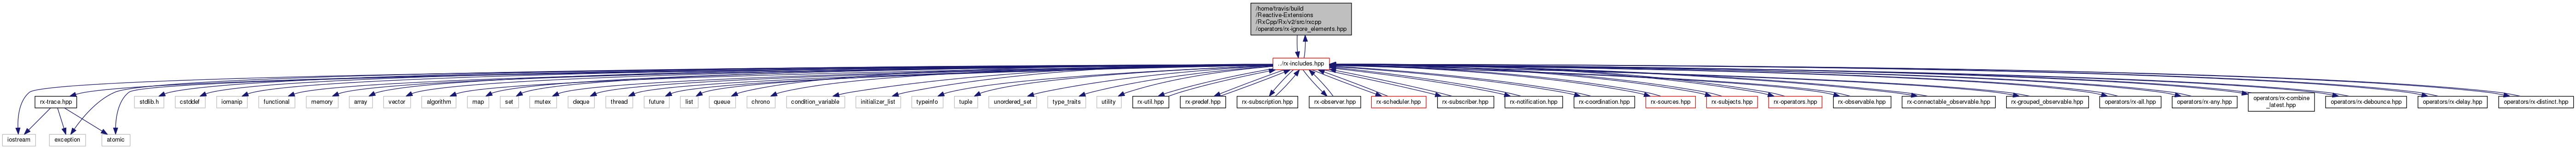 /home/travis/build
/Reactive-Extensions
/RxCpp/Rx/v2/src/rxcpp
/operators/rx-ignore_elements.hpp
../rx-includes.hpp
rx-trace.hpp
stdlib.h
cstddef
iomanip
functional
memory
array
vector
algorithm
map
set
mutex
deque
thread
future
list
queue
chrono
condition_variable
initializer_list
typeinfo
tuple
unordered_set
type_traits
utility
rx-util.hpp
rx-predef.hpp
rx-subscription.hpp
rx-observer.hpp
rx-scheduler.hpp
rx-subscriber.hpp
rx-notification.hpp
rx-coordination.hpp
rx-sources.hpp
rx-subjects.hpp
rx-operators.hpp
rx-observable.hpp
rx-connectable_observable.hpp
rx-grouped_observable.hpp
operators/rx-all.hpp
operators/rx-any.hpp
operators/rx-combine
_latest.hpp
operators/rx-debounce.hpp
operators/rx-delay.hpp
operators/rx-distinct.hpp
iostream
exception
atomic